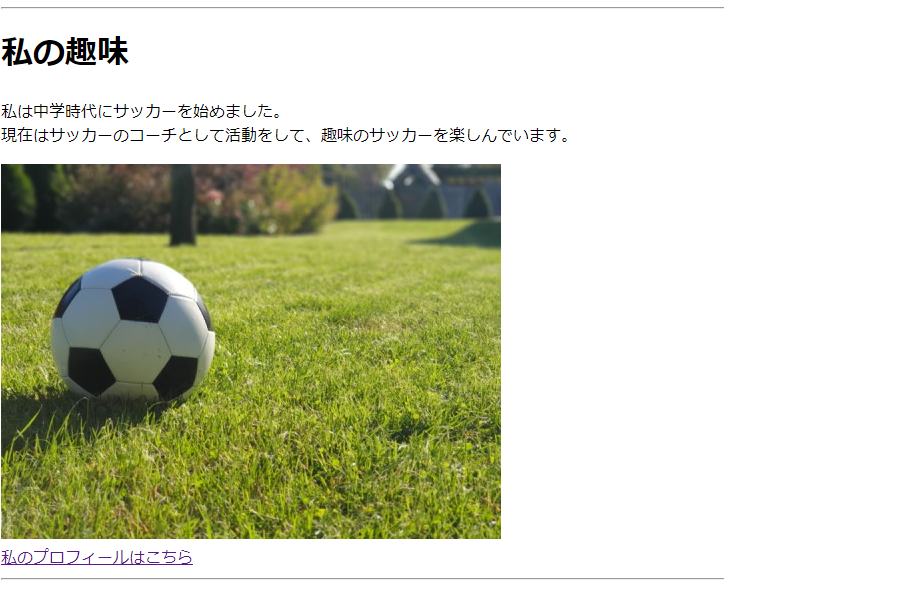 私の趣味
私は中学時代にサッカーを始めました。
現在はサッカーのコーチとして活動をして、趣味のサッカーを楽しんでいます。
私のプロフィールはこちら